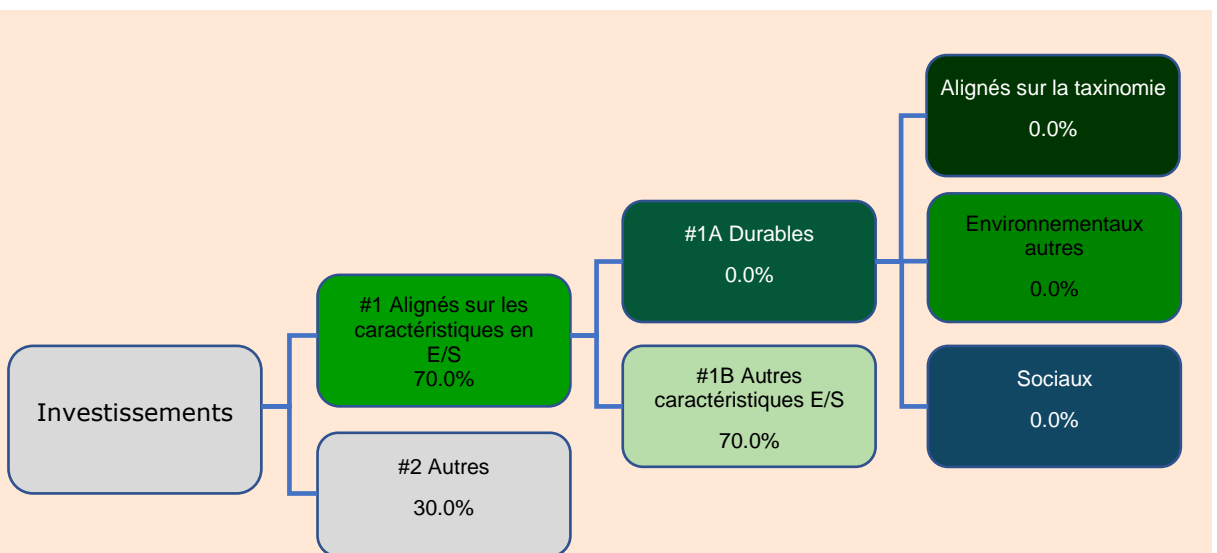 Investissements
#1 Alignés sur les
caractéristiques en
E/S
70.0%
#2 Autres
30.0%
#1A Durables
0.0%
#1B Autres
caractéristiques E/S
70.0%
Alignés sur la taxinomie
0.0%
Environnementaux
autres
0.0%
Sociaux
0.0%